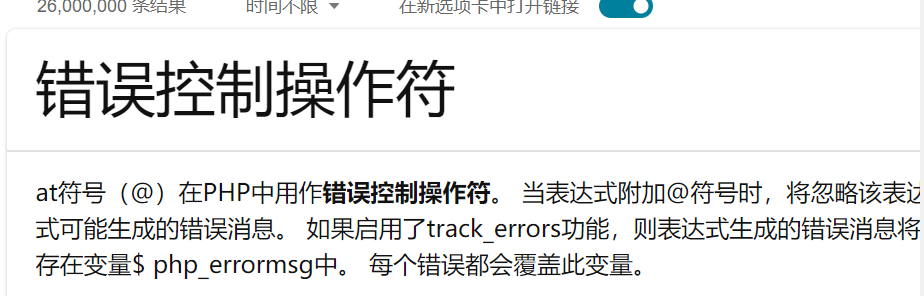 26,000,000 条结果 时间不限 在新选项卡中打开链接
错误控制操作符
at符号（@）在PHP中用作错误控制操作符。 当表达式附加@符号时，将忽略该表达
式可能生成的错误消息。 如果启用了track_errors功能，则表达式生成的错误消息将
存在变量$ php_errormsg中。 每个错误都会覆盖此变量。